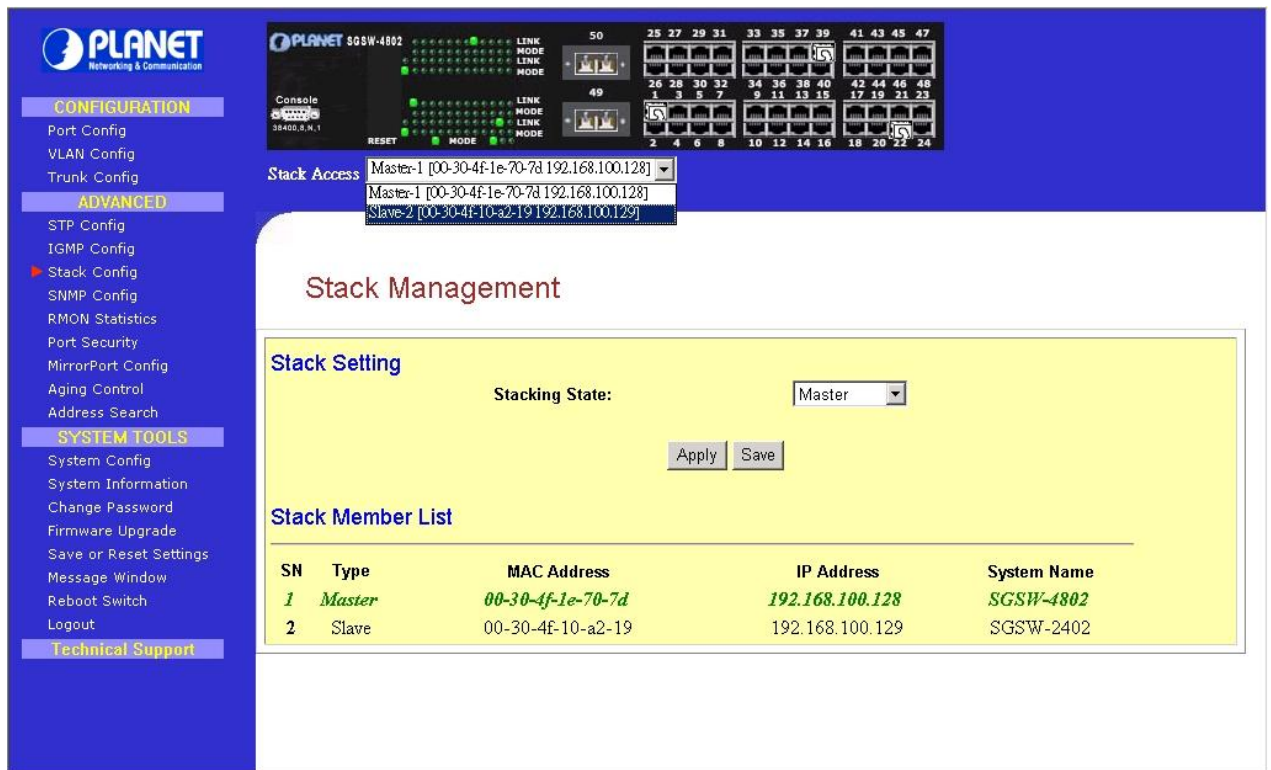 PLANET
Networking & Communication
CONFIGURATION
Port Config
VLAN Config
Trunk Config
ADVANCED
STP Config
IGMP Config
Stack Config
SNMP Config
RMON Statistics
Port Security
MirrorPort Config
Aging Control
Address Search
SYSTEM TOOLS
System Config
System Information
Change Password
Firmware Upgrade
Save or Reset Settings
Message Window
Reboot Switch
Logout
Technical Support
PLANET SGSW-4802
LINK
MODE
LINK
MODE
50
25 27 29 31 33 35 37 39 41 43 45 47
26 28 30 32 34 36 38 40 42 44 46 48
Console
38400,8,N,1
LINK
MODE
LINK
MODE
RESET
MODE
49
1 3 5 7 9 11 13 15 17 19 21 23
2 4 6 8 10 12 14 16 18 20 22 24
Stack Access Master-1 [00-30-4f-1e-70-7d 192.168.100.128]
Master-1 [00-30-4f-1e-70-7d 192.168.100.128]
Slave-2 [00-30-4f-10-a2-19 192.168.100.129]
Stack Management
Stack Setting
Stacking State: Master
Apply Save
Stack Member List
SN Type MAC Address IP Address System Name
1 Master 00-30-4f-1e-70-7d 192.168.100.128 SGSW-4802
2 Slave 00-30-4f-10-a2-19 192.168.100.129 SGSW-2402